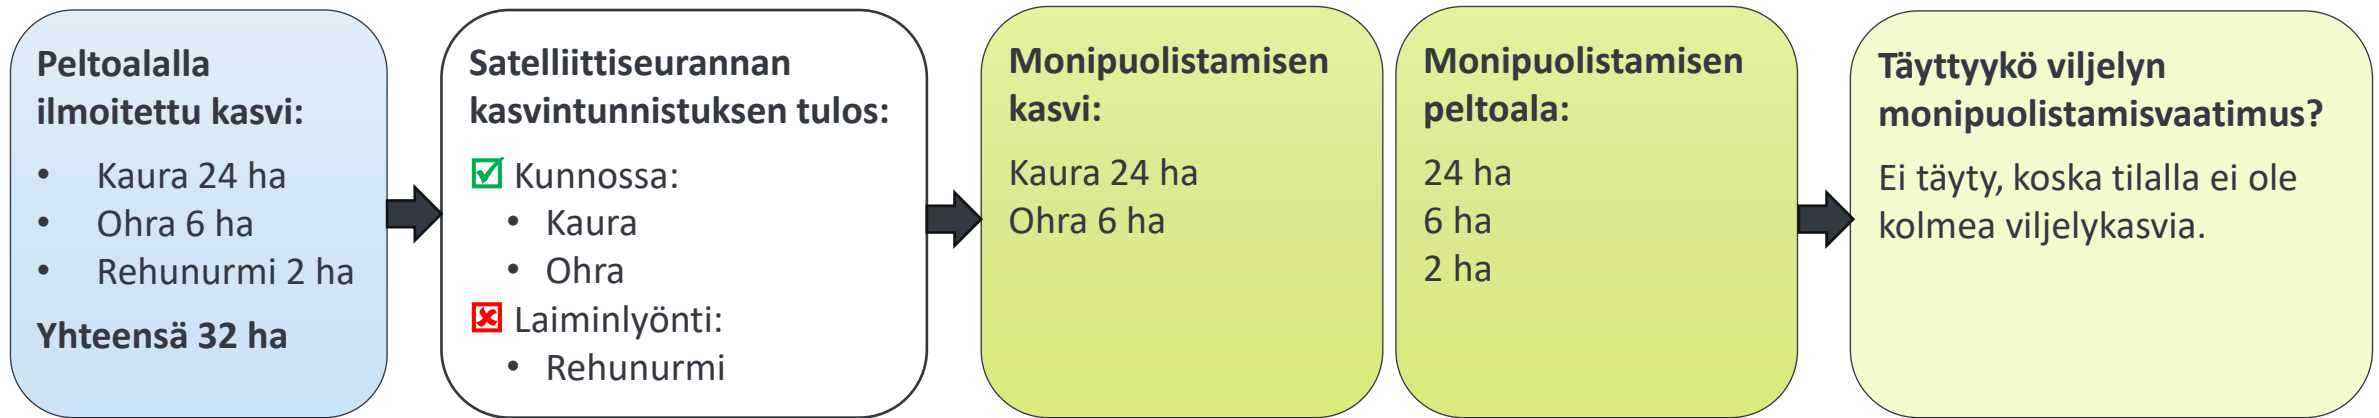 Peltoalalla
ilmoitettu kasvi:
• Kaura 24 ha
• Ohra 6 ha
• Rehunurmi 2 ha
Yhteensä 32 ha
Satelliittiseurannan
kasvintunnistuksen tulos:
Kunnossa:
• Kaura
• Ohra
Laiminlyönti:
• Rehunurmi
Monipuolistamisen
kasvi:
Kaura 24 ha
Ohra 6 ha
Monipuolistamisen
peltoala:
24 ha
6 ha
2 ha
Täyttyykö viljelyn
monipuolistamisvaatimus?
Ei täyty, koska tilalla ei ole
kolmea viljelykasvia.